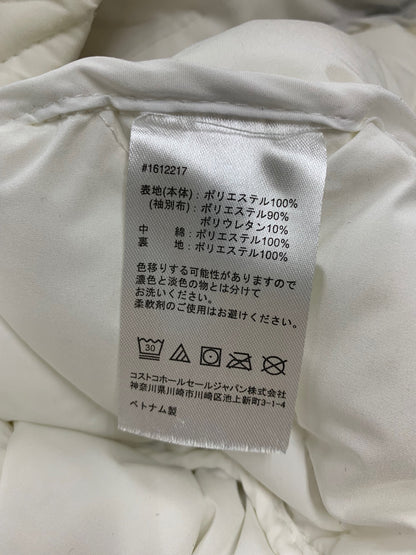 #1612217
表地(本体)：ポリエステル100%
(袖別布)：ポリエステル90%
ポリウレタン10%
中　綿：ポリエステル100%
裏　地：ポリエステル100%
色移りする可能性がありますので
濃色と淡色の物とは分けて
お洗いください。
柔軟剤のご使用はお避けください。
30
コストコホールセールジャパン株式会社
神奈川県川崎市川崎区池上新町3-1-4
ベトナム製